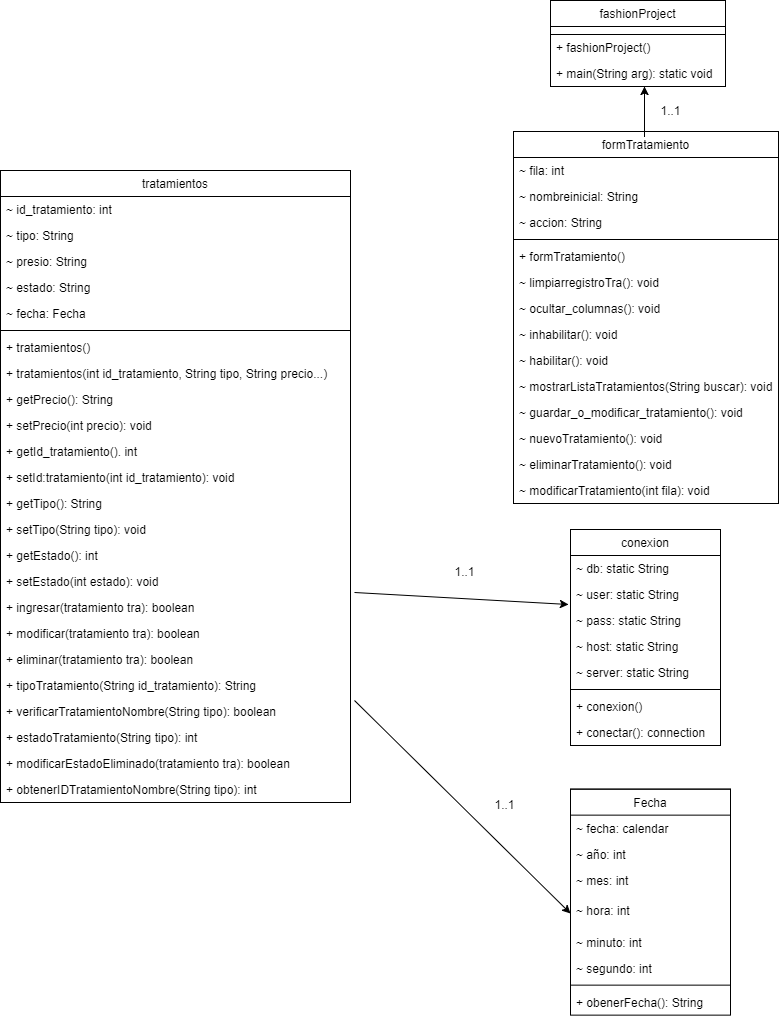 fashionProject
+ fashionProject()
+ main(String arg): static void
1..1
formTratamiento
~ fila: int
~ nombreinicial: String
~ accion: String
+ formTratamiento()
~ limpiarregistroTra(): void
~ ocultar_columnas(): void
~ inhabilitar(): void
~ habilitar(): void
~ mostrarListaTratamientos(String buscar): void
~ guardar_o_modificar_tratamiento(): void
~ nuevoTratamiento(): void
~ eliminarTratamiento(): void
~ modificarTratamiento(int fila): void
tratamientos
~ id_tratamiento: int
~ tipo: String
~ presio: String
~ estado: String
~ fecha: Fecha
+ tratamientos()
+ tratamientos(int id_tratamiento, String tipo, String precio...)
+ getPrecio(): String
+ setPrecio(int precio): void
+ getId_tratamiento(). int
+ setId:tratamiento(int id_tratamiento): void
+ getTipo(): String
+ setTipo(String tipo): void
+ getEstado(): int
+ setEstado(int estado): void
+ ingresar(tratamiento tra): boolean
+ modificar(tratamiento tra): boolean
+ eliminar(tratamiento tra): boolean
+ tipoTratamiento(String id_tratamiento): String
+ verificarTratamientoNombre(String tipo): boolean
+ estadoTratamiento(String tipo): int
+ modificarEstadoEliminado(tratamiento tra): boolean
+ obtenerIDTratamientoNombre(String tipo): int
1..1
conexion
~ db: static String
~ user: static String
~ pass: static String
~ host: static String
~ server: static String
+ conexion()
+ conectar(): connection
1..1
Fecha
~ fecha: calendar
~ año: int
~ mes: int
~ hora: int
~ minuto: int
~ segundo: int
+ obenerFecha(): String